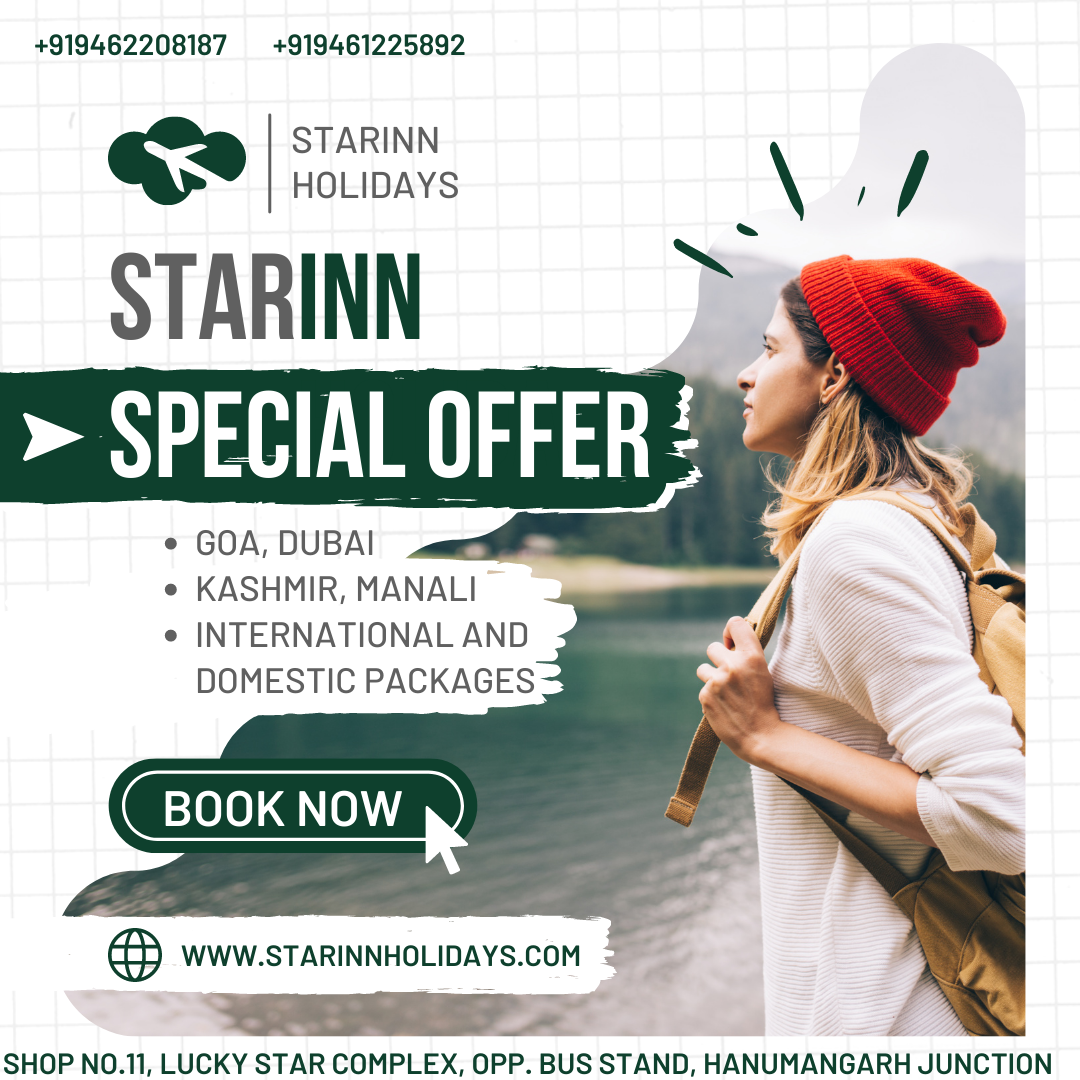 +919462208187 +919461225892
STARINN
HOLIDAYS
STARINN
SPECIAL OFFER
GOA, DUBAI
KASHMIR, MANALI
INTERNATIONAL AND
DOMESTIC PACKAGES
BOOK NOW
WWW.STARINNHOLIDAYS.COM
SHOP NO.11, LUCKY STAR COMPLEX, OPP. BUS STAND, HANUMANGARH JUNCTION